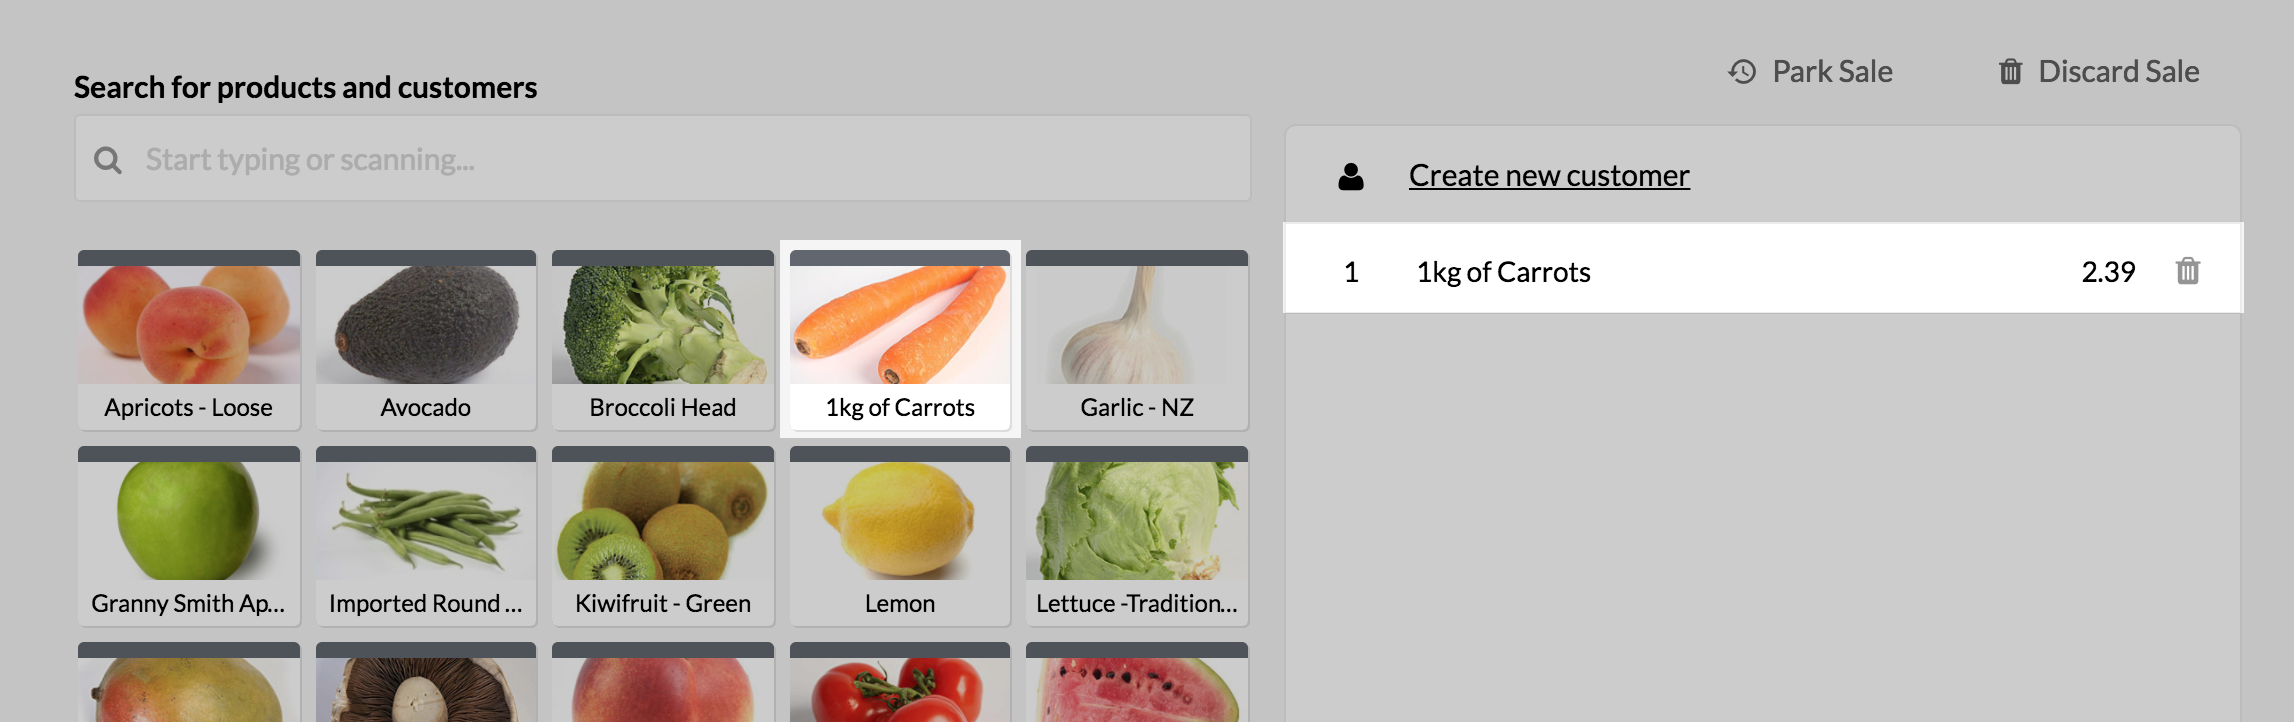 Search for products and customers
Start typing or scanning...
Park Sale
Discard Sale
Create new customer
1 1kg of Carrots 2.39
Apricots - Loose
Avocado
Broccoli Head
1kg of Carrots
Garlic - NZ
Granny Smith Ap...
Imported Round ...
Kiwifruit - Green
Lemon
Lettuce -Tradition...